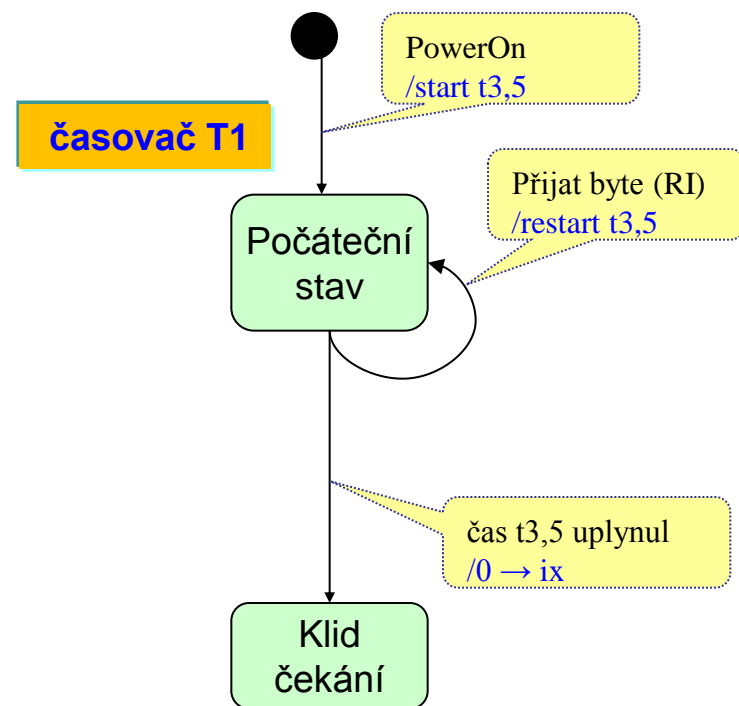 PowerOn
/start t3,5
časovač T1
Přijat byte (RI)
/restart t3,5
Počáteční
stav
čas t3,5 uplynul
/0 → ix
Klid
čekání